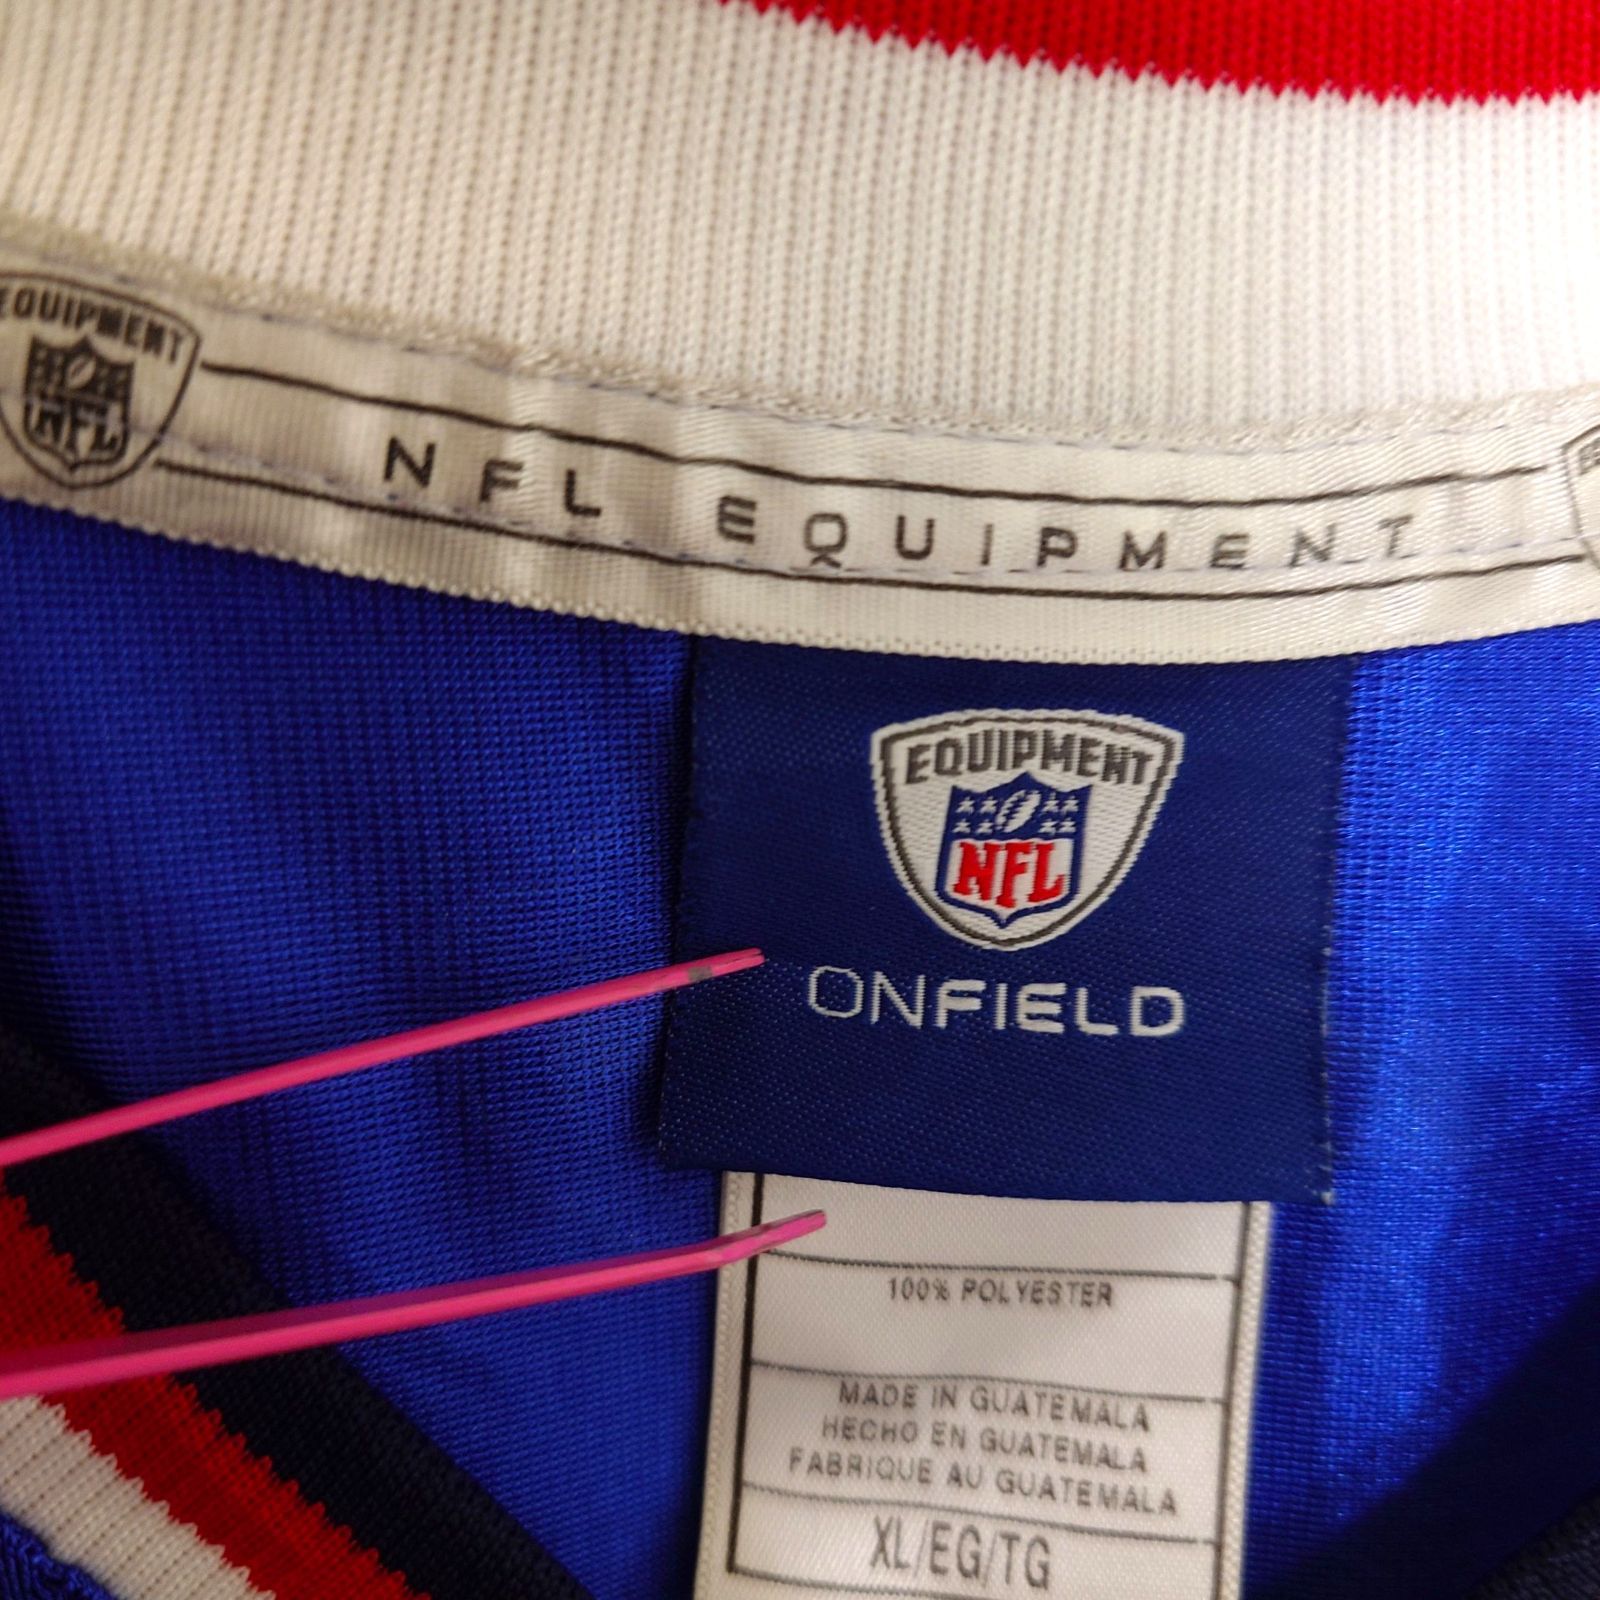 EQUIPMENT
NFL
NFL EQUIPMENT
EQUIPMENT
NFL
ONFIELD
100% POLYESTER
MADE IN GUATEMALA
HECHO EN GUATEMALA
FABRIQUE AU GUATEMALA
XL/EG/TG